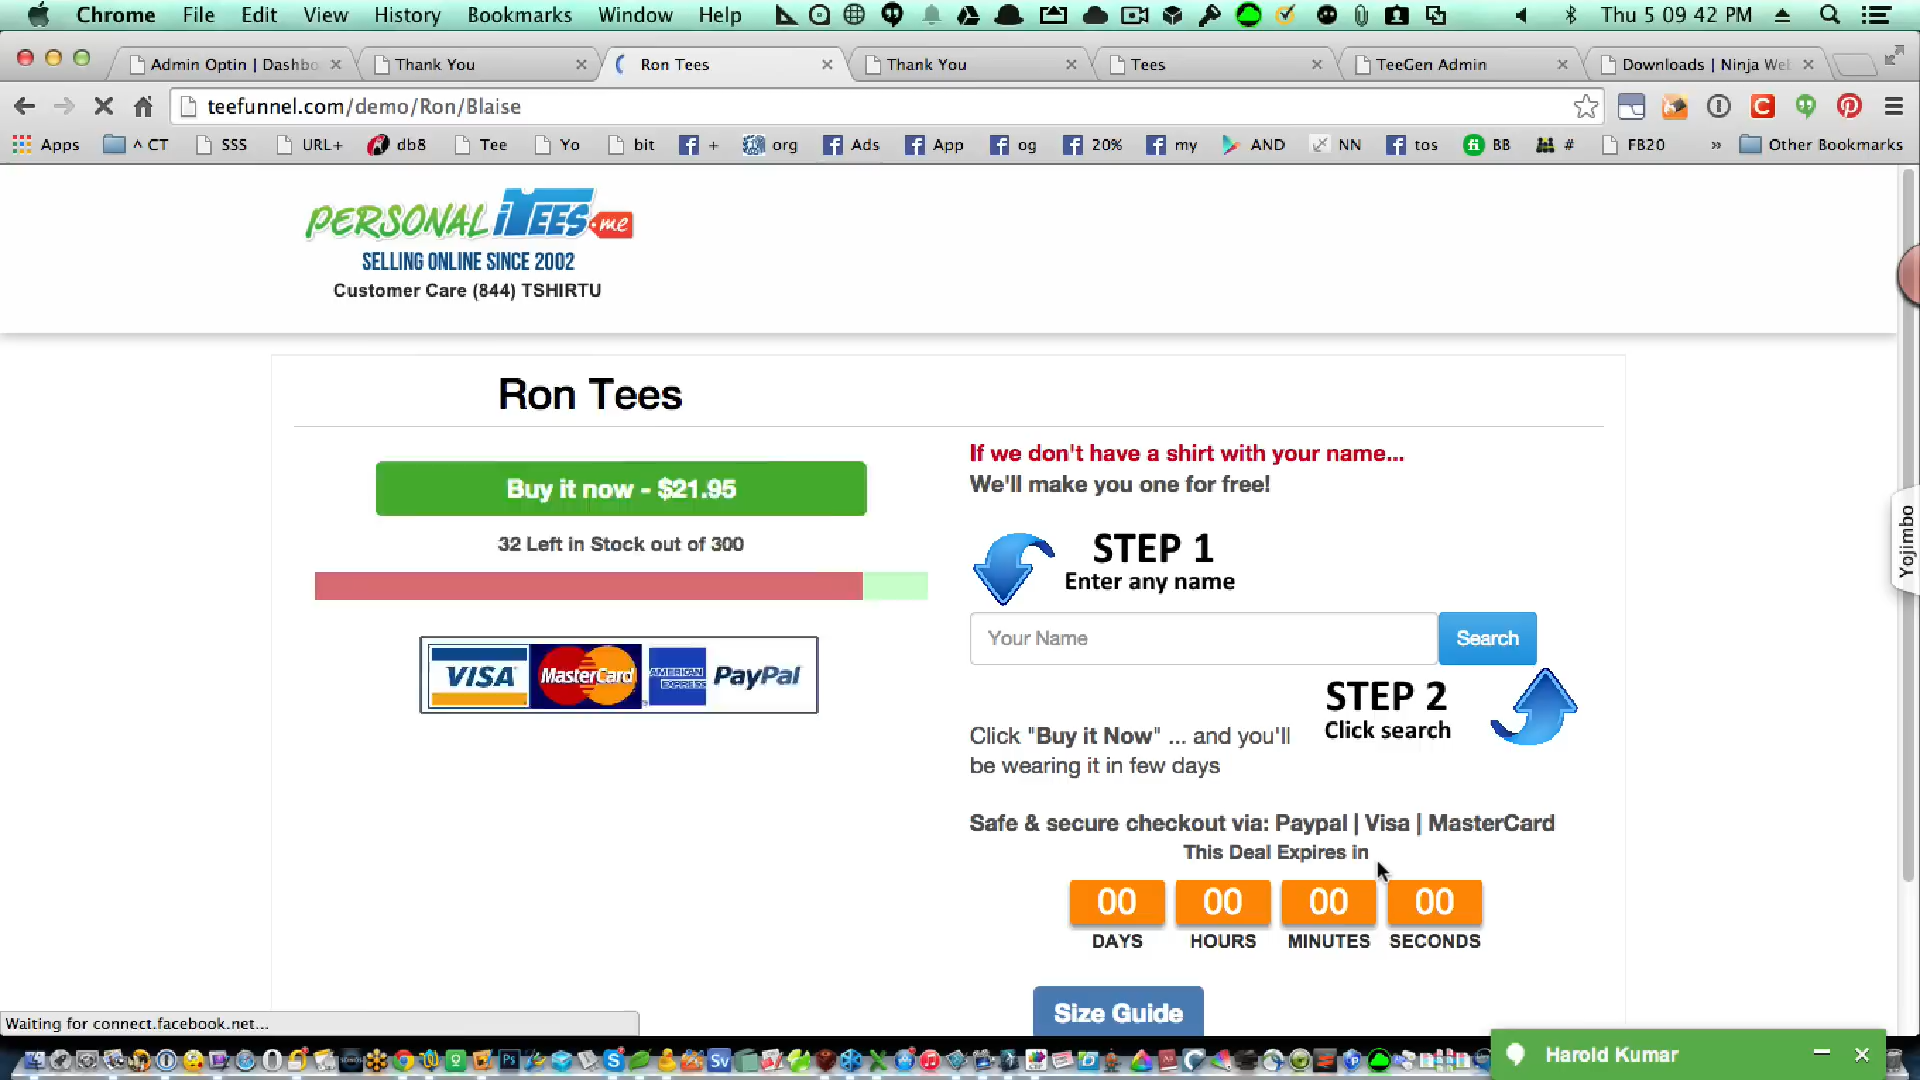 Chrome File Edit View History Bookmarks Window Help Thu 5 09 42 PM
Admin Optin | Dashbo Thank You Ron Tees Thank You Tees TeeGen Admin Downloads | Ninja We
teefunnel.com/demo/Ron/Blaise
Apps ^ CT SSS URL+ db8 Tee Yo bit + org Ads App og 20% my AND NN tos BB # FB20 » Other Bookmarks
PERSONAL iTEES.me
SELLING ONLINE SINCE 2002
Customer Care (844) TSHIRTU
Ron Tees
Buy it now - $21.95
32 Left in Stock out of 300
VISA MasterCard AMERICAN EXPRESS PayPal
If we don't have a shirt with your name...
We'll make you one for free!
STEP 1
Enter any name
Your Name Search
STEP 2
Click search
Click "Buy it Now" ... and you'll
be wearing it in few days
Safe & secure checkout via: Paypal | Visa | MasterCard
This Deal Expires in
00 00 00 00
DAYS HOURS MINUTES SECONDS
Size Guide
Yojimbo
Waiting for connect.facebook.net...
Harold Kumar